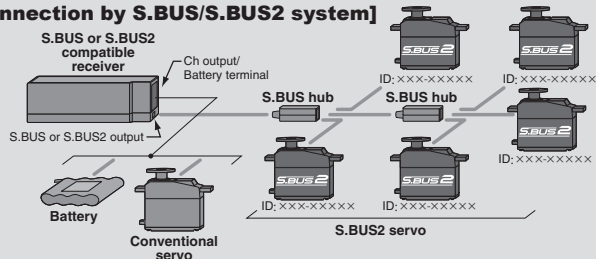 nnection by S.BUS/S.BUS2 system]
S.BUS or S.BUS2
compatible
receiver
Ch output/
Battery terminal
S.BUS hub
S.BUS hub
S.BUS2
S.BUS2
ID: ×××-×××××
ID: ×××-×××××
S.BUS or S.BUS2 output
S.BUS2
S.BUS2
S.BUS2
ID: ×××-×××××
ID: ×××-×××××
ID: ×××-×××××
Battery
Conventional
servo
S.BUS2 servo